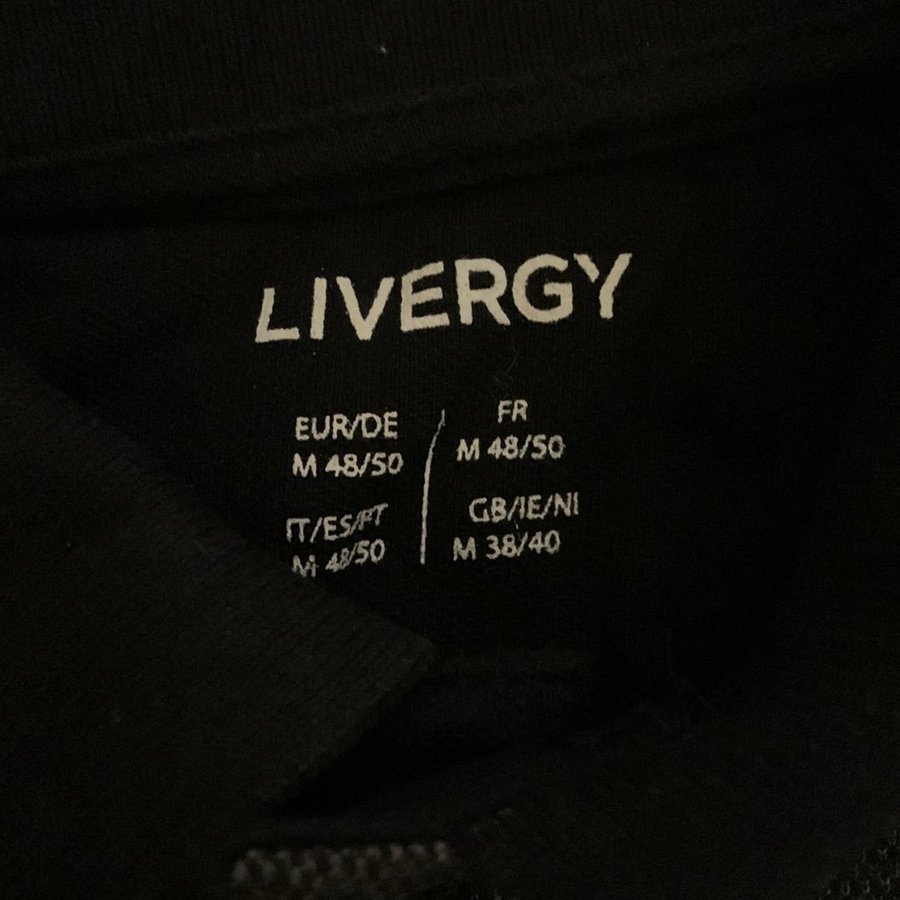 LIVERGY
EUR/DE
M 48/50
FR
M 48/50
IT/ES/PT
M 48/50
GB/IE/NI
M 38/40